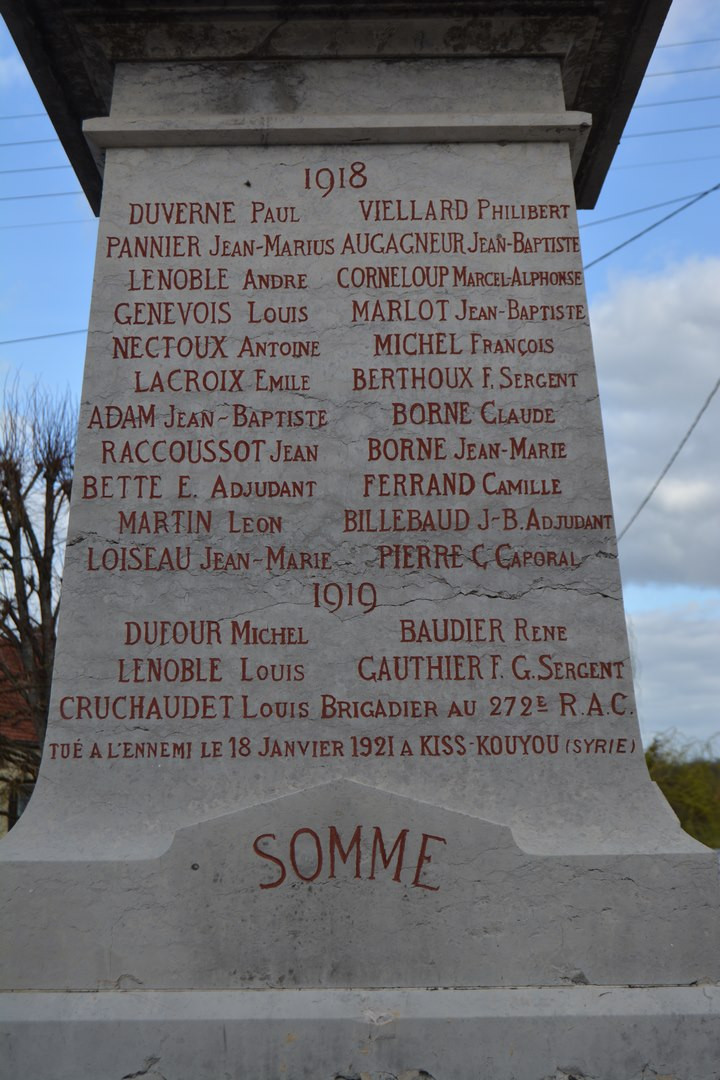 1918
DUVERNE PAUL VIELLARD PHILIBERT
PANNIER JEAN-MARIUS AUGAGNEUR JEAN-BAPTISTE
LENOBLE ANDRE CORNELOUP MARCEL-ALPHONSE
GENEVOIS LOUIS MARLOT JEAN-BAPTISTE
NECTOUX ANTOINE MICHEL FRANÇOIS
LACROIX EMILE BERTHOUX F. SERGENT
ADAM JEAN-BAPTISTE BORNE CLAUDE
RACCOUSSOT JEAN BORNE JEAN-MARIE
BETTE E. ADJUDANT FERRAND CAMILLE
MARTIN LEON BILLEBAUD J-B. ADJUDANT
LOISEAU JEAN-MARIE PIERRE C. CAPORAL
1919
DUFOUR MICHEL BAUDIER RENE
LENOBLE LOUIS GAUTHIER F. G. SERGENT
CRUCHAUDET LOUIS BRIGADIER AU 272E R.A.C.
TUÉ A L'ENNEMI LE 18 JANVIER 1921 A KISS-KOUYOU (SYRIE)
SOMME